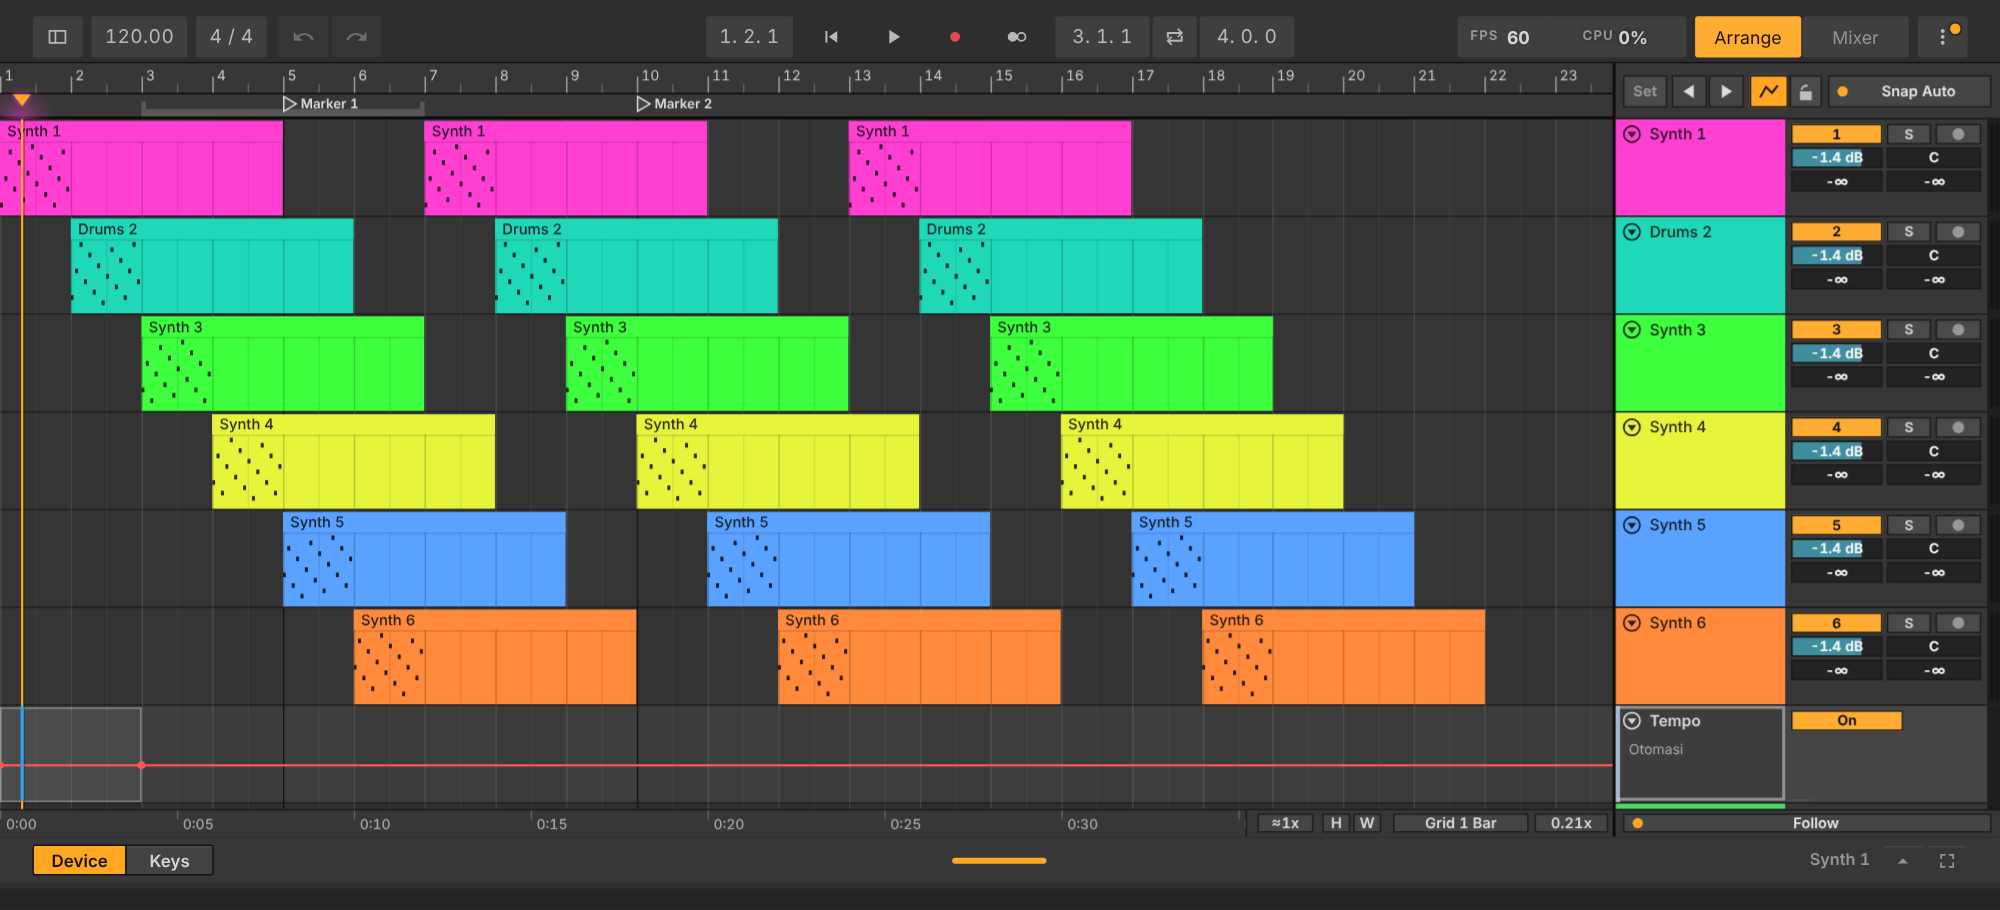 120.00 4 / 4 1. 2. 1 3. 1. 1 4. 0. 0 FPS 60 CPU 0% Arrange Mixer
1 2 3 4 5 6 7 8 9 10 11 12 13 14 15 16 17 18 19 20 21 22 23
Set Snap Auto
Marker 1 Marker 2
Synth 1 Synth 1 Synth 1 Synth 1 1 S
-1.4 dB C
-∞ -∞
Drums 2 Drums 2 Drums 2 Drums 2 2 S
-1.4 dB C
-∞ -∞
Synth 3 Synth 3 Synth 3 Synth 3 3 S
-1.4 dB C
-∞ -∞
Synth 4 Synth 4 Synth 4 Synth 4 4 S
-1.4 dB C
-∞ -∞
Synth 5 Synth 5 Synth 5 Synth 5 5 S
-1.4 dB C
-∞ -∞
Synth 6 Synth 6 Synth 6 Synth 6 6 S
-1.4 dB C
-∞ -∞
Tempo On
Otomasi
0:00 0:05 0:10 0:15 0:20 0:25 0:30 ≈1x H W Grid 1 Bar 0.21x Follow
Device Keys Synth 1